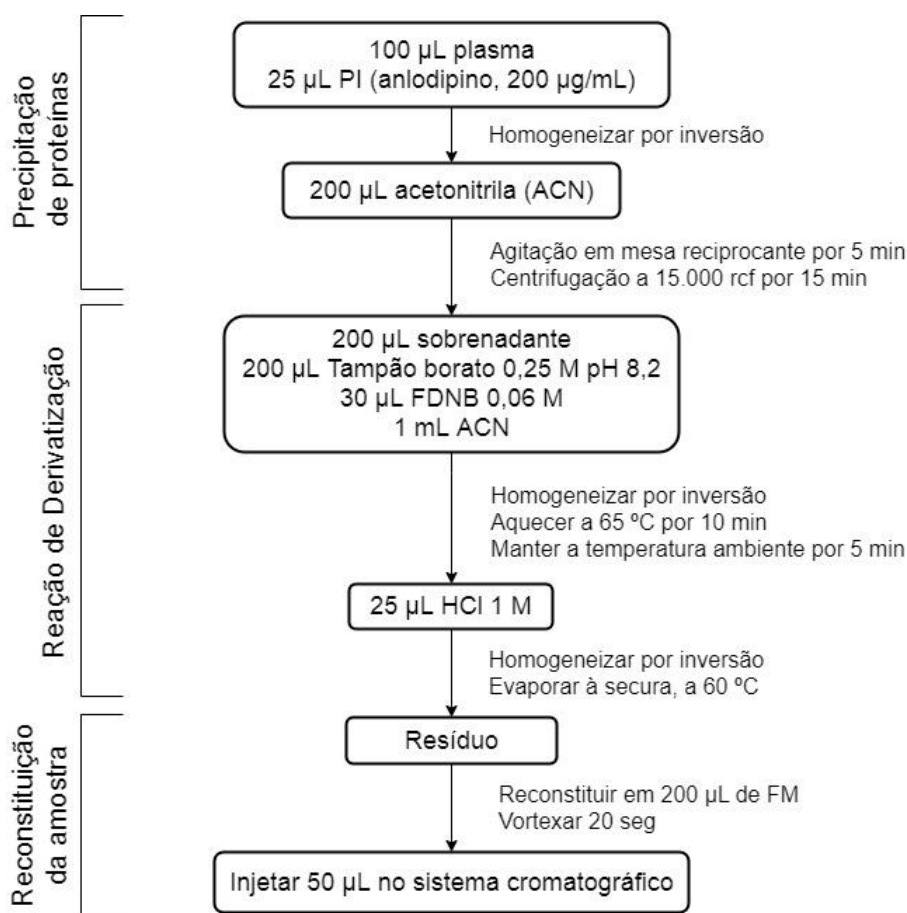 Precipitação
de proteínas
100 µL plasma
25 µL PI (anlodipino, 200 µg/mL)
Homogeneizar por inversão
200 µL acetonitrila (ACN)
Agitação em mesa reciprocante por 5 min
Centrifugação a 15.000 rcf por 15 min
Reação de Derivatização
200 µL sobrenadante
200 µL Tampão borato 0,25 M pH 8,2
30 µL FDNB 0,06 M
1 mL ACN
Homogeneizar por inversão
Aquecer a 65 ºC por 10 min
Manter a temperatura ambiente por 5 min
25 µL HCl 1 M
Homogeneizar por inversão
Evaporar à secura, a 60 ºC
Reconstituição
da amostra
Resíduo
Reconstituir em 200 µL de FM
Vortexar 20 seg
Injetar 50 µL no sistema cromatográfico